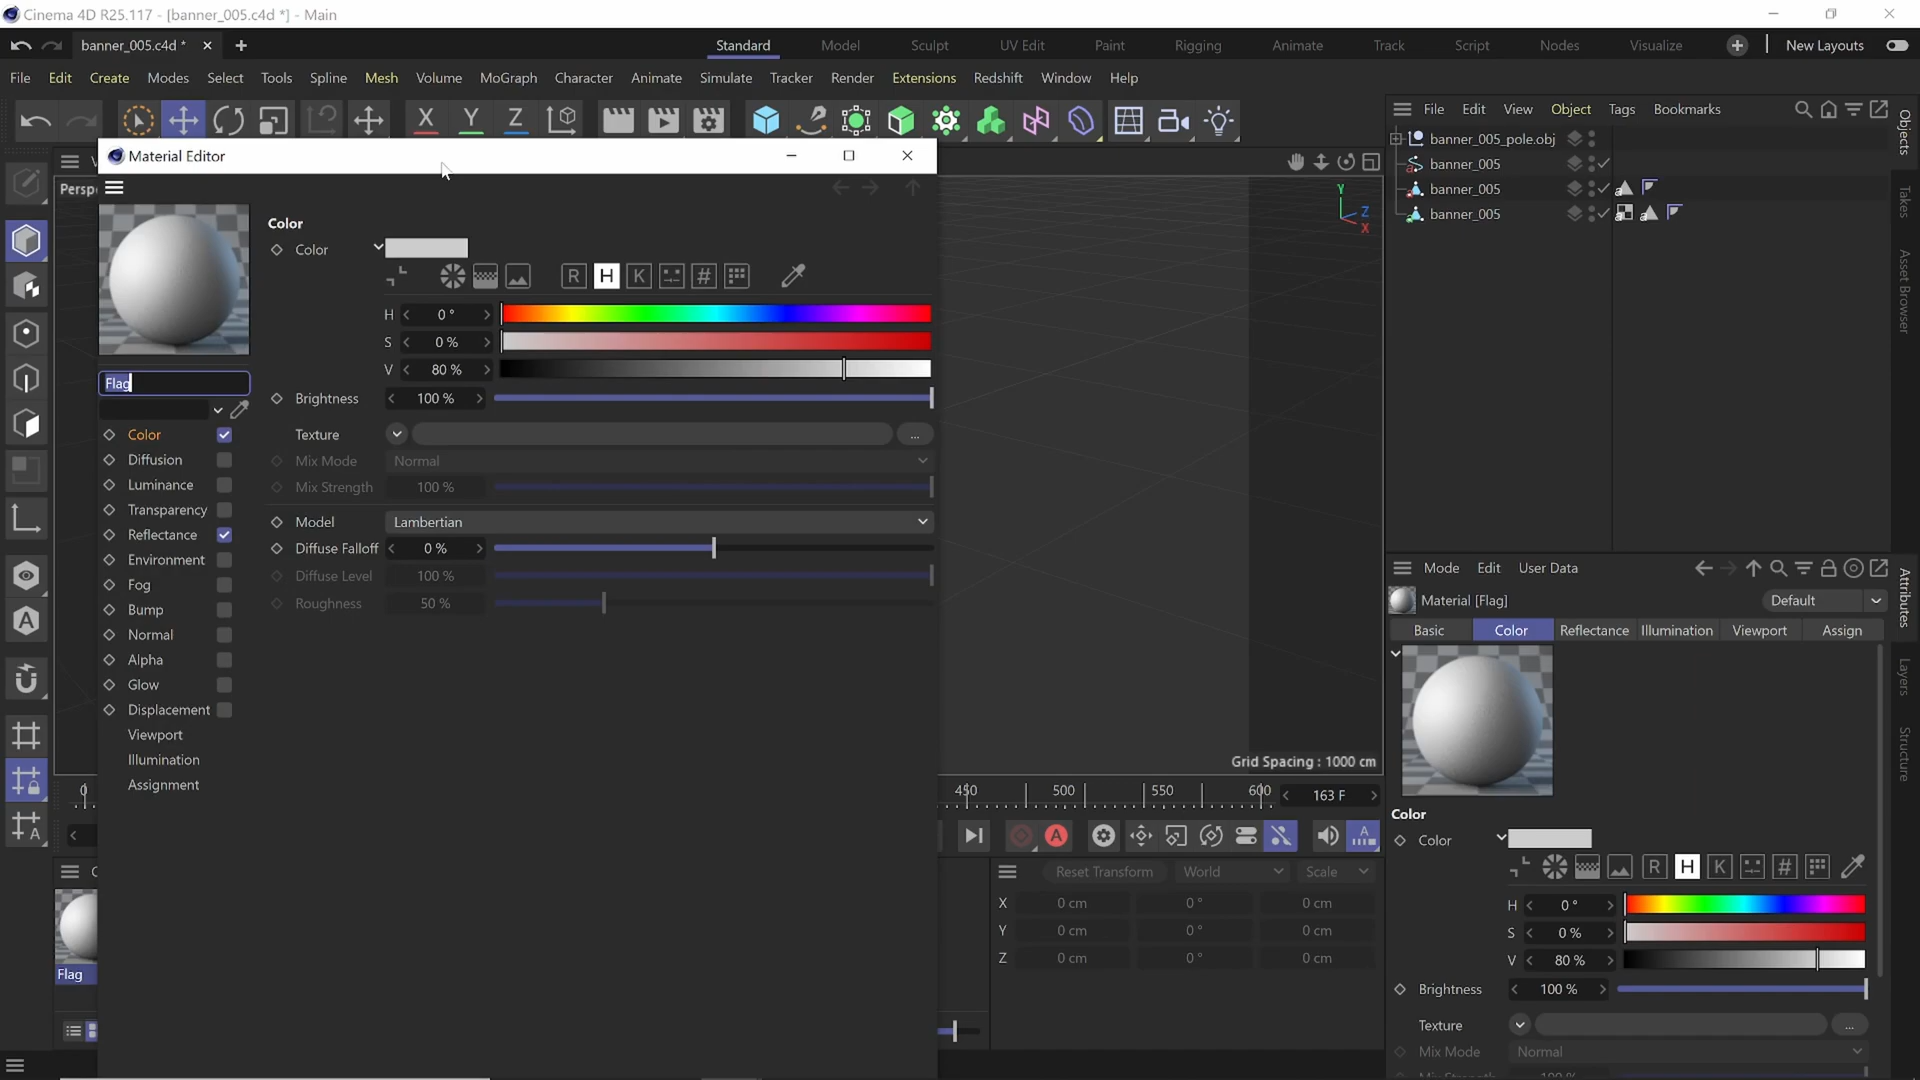 Cinema 4D R25.117 - [banner_005.c4d *] - Main
banner_005.c4d *
Standard Model Sculpt UV Edit Paint Rigging Animate Track Script Nodes Visualize New Layouts
File Edit Create Modes Select Tools Spline Mesh Volume MoGraph Character Animate Simulate Tracker Render Extensions Redshift Window Help
X Y Z
File Edit View Object Tags Bookmarks
Objects
Takes
Asset Browser
Material Editor
Persp
Y
Z
X
banner_005_pole.obj
banner_005
banner_005
banner_005
Color
Color
R H K #
H 0 °
S 0 %
V 80 %
Brightness 100 %
Texture ...
Mix Mode Normal
Mix Strength 100 %
Model Lambertian
Diffuse Falloff 0 %
Diffuse Level 100 %
Roughness 50 %
Flag
Color
Diffusion
Luminance
Transparency
Reflectance
Environment
Fog
Bump
Normal
Alpha
Glow
Displacement
Viewport
Illumination
Assignment
Grid Spacing : 1000 cm
0 450 500 550 600 163 F
A
Reset Transform World Scale
X 0 cm 0 ° 0 cm
Y 0 cm 0 ° 0 cm
Z 0 cm 0 ° 0 cm
Flag
Mode Edit User Data
Attributes
Layers
Structure
Material [Flag] Default
Basic Color Reflectance Illumination Viewport Assign
Color
Color
R H K #
H 0 °
S 0 %
V 80 %
Brightness 100 %
Texture ...
Mix Mode Normal